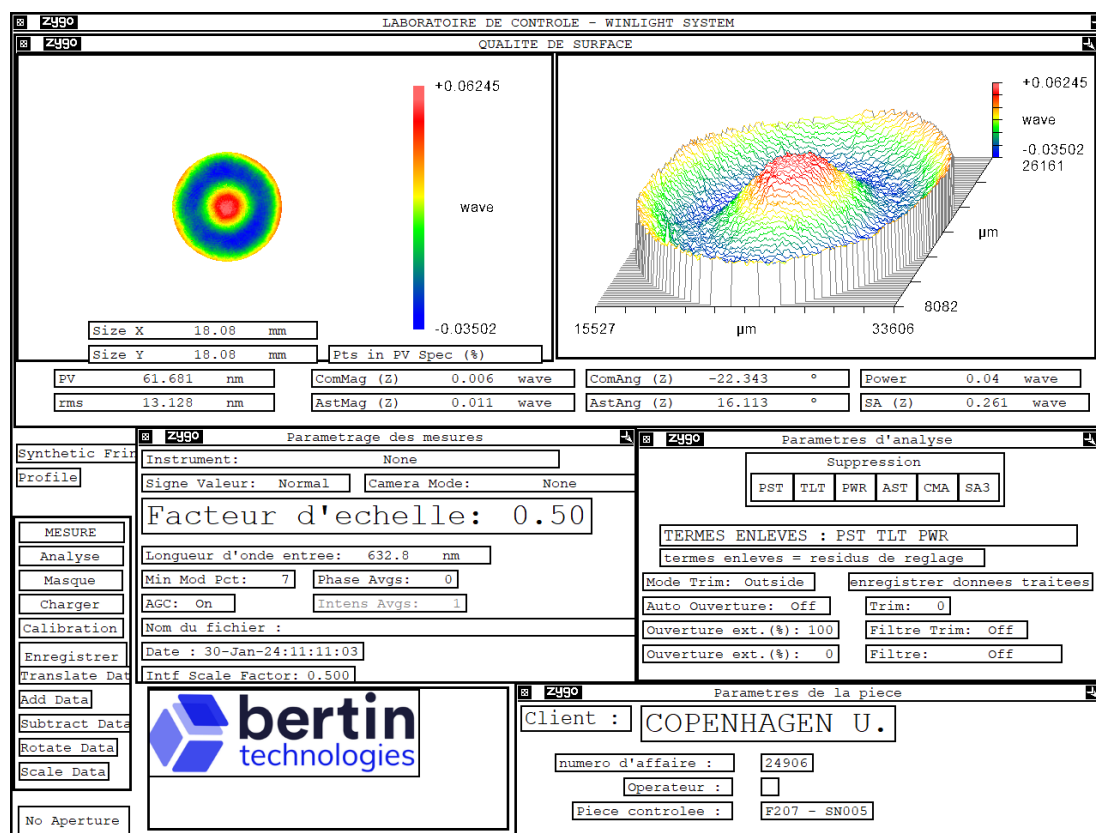 zygo LABORATOIRE DE CONTROLE - WINLIGHT SYSTEM
zygo QUALITE DE SURFACE
+0.06245
wave
-0.03502
+0.06245
wave
-0.03502
26161
µm
8082
15527 µm 33606
Size X 18.08 mm
Size Y 18.08 mm
Pts in PV Spec (%)
PV 61.681 nm
ComMag (Z) 0.006 wave
ComAng (Z) -22.343 °
Power 0.04 wave
rms 13.128 nm
AstMag (Z) 0.011 wave
AstAng (Z) 16.113 °
SA (Z) 0.261 wave
Synthetic Frin
Profile
MESURE
Analyse
Masque
Charger
Calibration
Enregistrer
Translate Dat
Add Data
Subtract Data
Rotate Data
Scale Data
No Aperture
zygo Parametrage des mesures
Instrument: None
Signe Valeur: Normal
Camera Mode: None
Facteur d'echelle: 0.50
Longueur d'onde entree: 632.8 nm
Min Mod Pct: 7
Phase Avgs: 0
AGC: On
Intens Avgs: 1
Nom du fichier :
Date : 30-Jan-24:11:11:03
Intf Scale Factor: 0.500
zygo Parametres d'analyse
Suppression
PST TLT PWR AST CMA SA3
TERMES ENLEVES : PST TLT PWR
termes enleves = residus de reglage
Mode Trim: Outside
enregistrer donnees traitees
Auto Ouverture: Off
Trim: 0
Ouverture ext.(%): 100
Filtre Trim: Off
Ouverture ext.(%): 0
Filtre: Off
bertin
technologies
zygo Parametres de la piece
Client : COPENHAGEN U.
numero d'affaire : 24906
Operateur :
Piece controlee : F207 - SN005